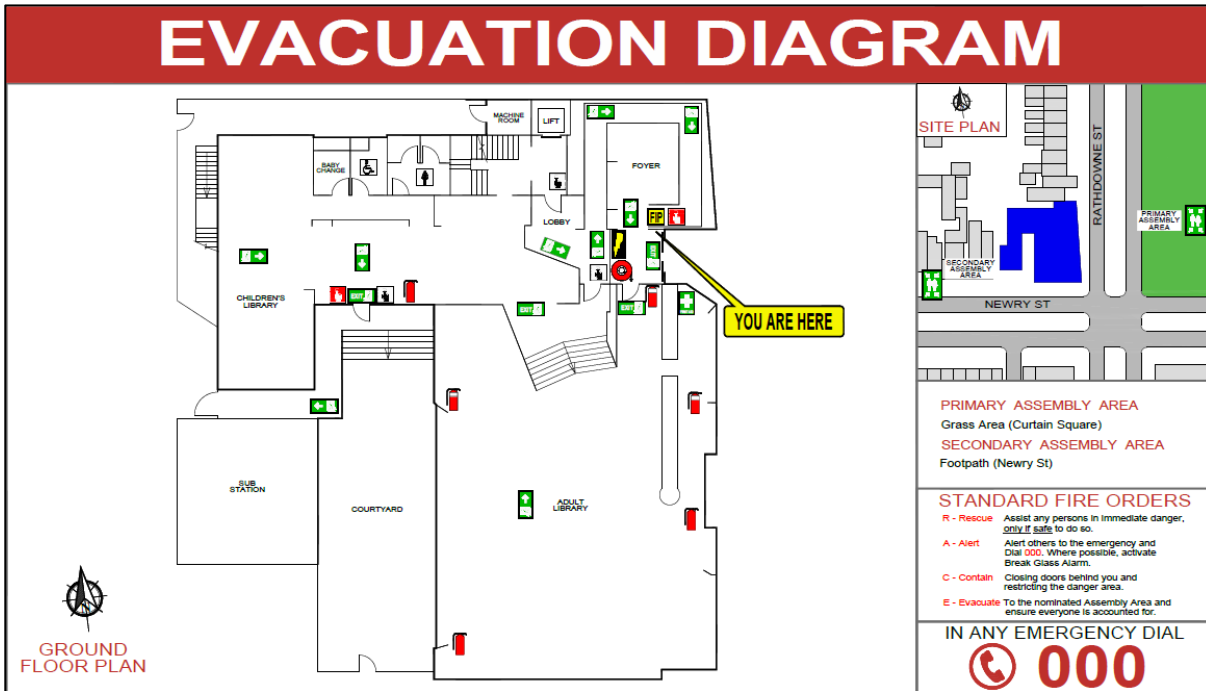 EVACUATION DIAGRAM
MACHINE
ROOM
LIFT
BABY
CHANGE
FOYER
LOBBY
FIP
EXIT
CHILDREN'S
LIBRARY
EXIT
EXIT
EXIT
YOU ARE HERE
SUB
STATION
COURTYARD
ADULT
LIBRARY
GROUND
FLOOR PLAN
SITE PLAN
RATHDOWNE ST
PRIMARY
ASSEMBLY
AREA
SECONDARY
ASSEMBLY
AREA
NEWRY ST
PRIMARY ASSEMBLY AREA
Grass Area (Curtain Square)
SECONDARY ASSEMBLY AREA
Footpath (Newry St)
STANDARD FIRE ORDERS
R - Rescue Assist any persons in immediate danger,
only if safe to do so.
A - Alert Alert others to the emergency and
Dial 000. Where possible, activate
Break Glass Alarm.
C - Contain Closing doors behind you and
restricting the danger area.
E - Evacuate To the nominated Assembly Area and
ensure everyone is accounted for.
IN ANY EMERGENCY DIAL
000